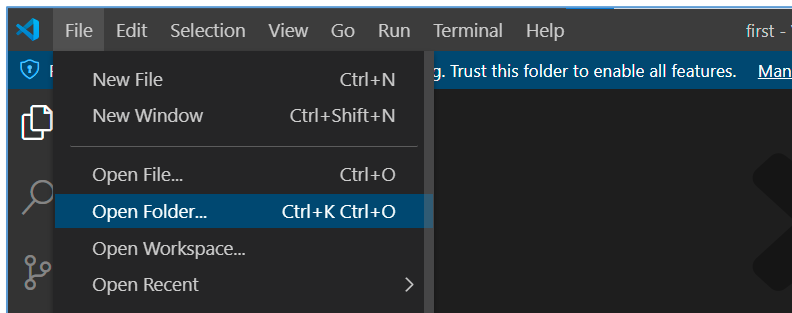 File Edit Selection View Go Run Terminal Help first -
g. Trust this folder to enable all features. Man
New File Ctrl+N
New Window Ctrl+Shift+N
Open File... Ctrl+O
Open Folder... Ctrl+K Ctrl+O
Open Workspace...
Open Recent